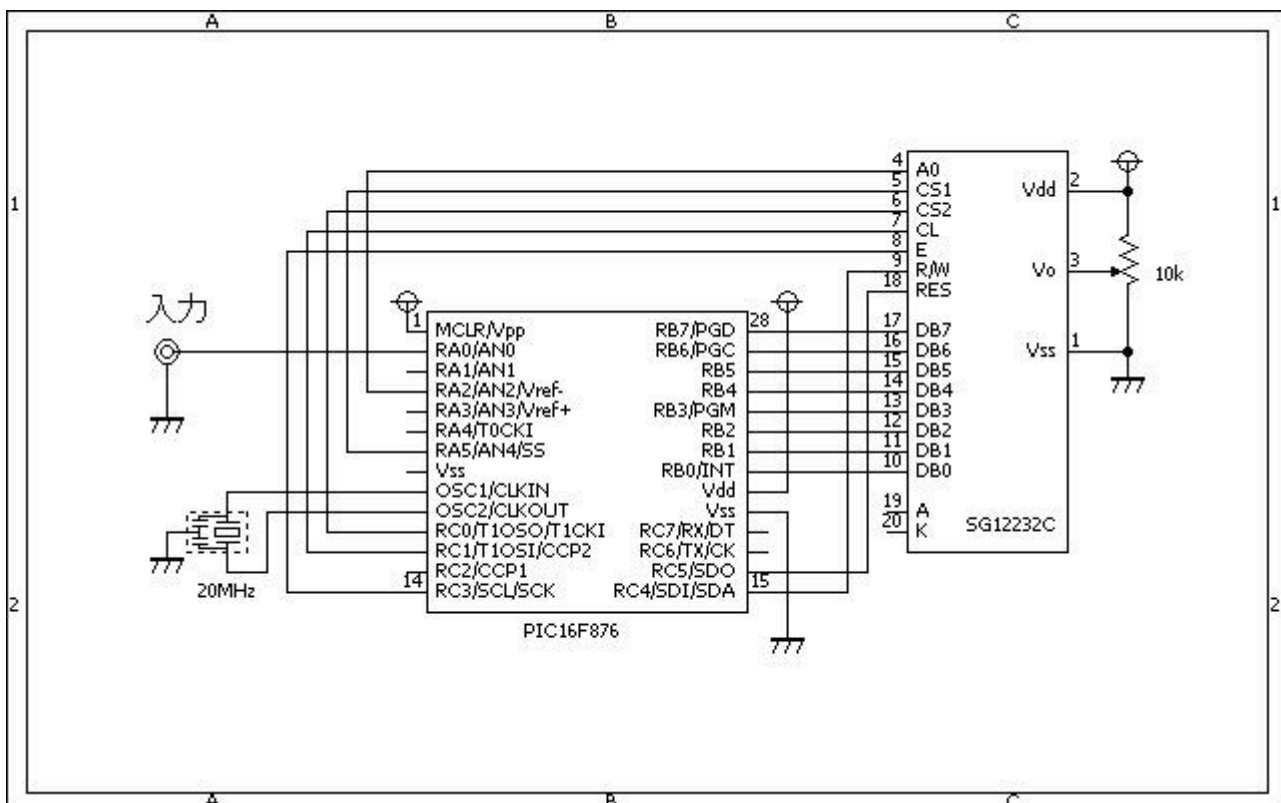 A B C
1 1
2 2
A B C
入力
20MHz
1
MCLR/Vpp
RA0/AN0
RA1/AN1
RA2/AN2/Vref-
RA3/AN3/Vref+
RA4/T0CKI
RA5/AN4/SS
Vss
OSC1/CLKIN
OSC2/CLKOUT
RC0/T1OSO/T1CKI
RC1/T1OSI/CCP2
RC2/CCP1
14
RC3/SCL/SCK
28
RB7/PGD
RB6/PGC
RB5
RB4
RB3/PGM
RB2
RB1
RB0/INT
Vdd
Vss
RC7/RX/DT
RC6/TX/CK
RC5/SDO
15
RC4/SDI/SDA
PIC16F876
4 A0
5 CS1
6 CS2
7 CL
8 E
9 R/W
18 RES
17 DB7
16 DB6
15 DB5
14 DB4
13 DB3
12 DB2
11 DB1
10 DB0
19 A
20 K
Vdd 2
Vo 3
Vss 1
SG12232C
10k